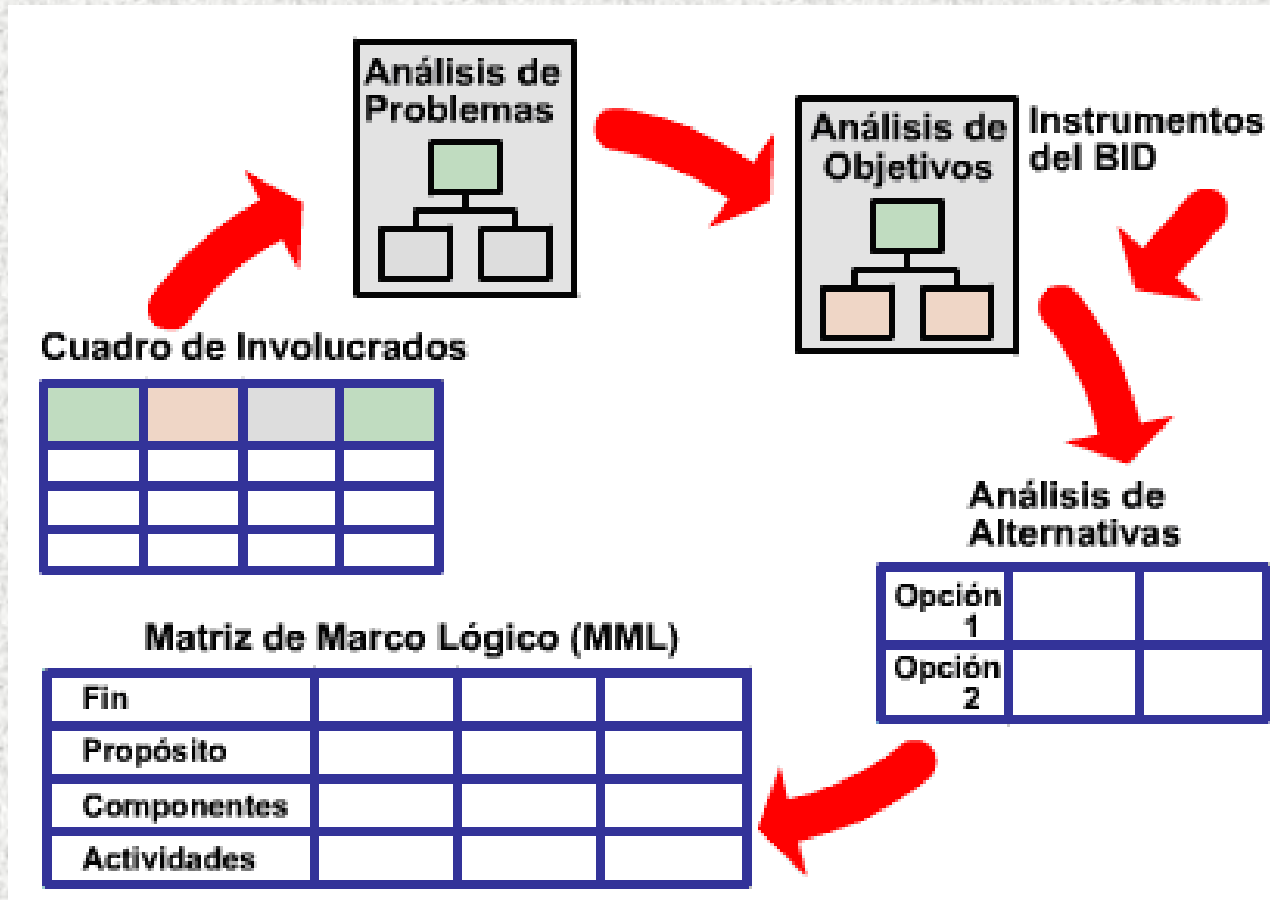 Análisis de
Problemas
Análisis de
Objetivos
Instrumentos
del BID
Cuadro de Involucrados
Análisis de
Alternativas
Opción
1
Opción
2
Matriz de Marco Lógico (MML)
Fin
Propósito
Componentes
Actividades